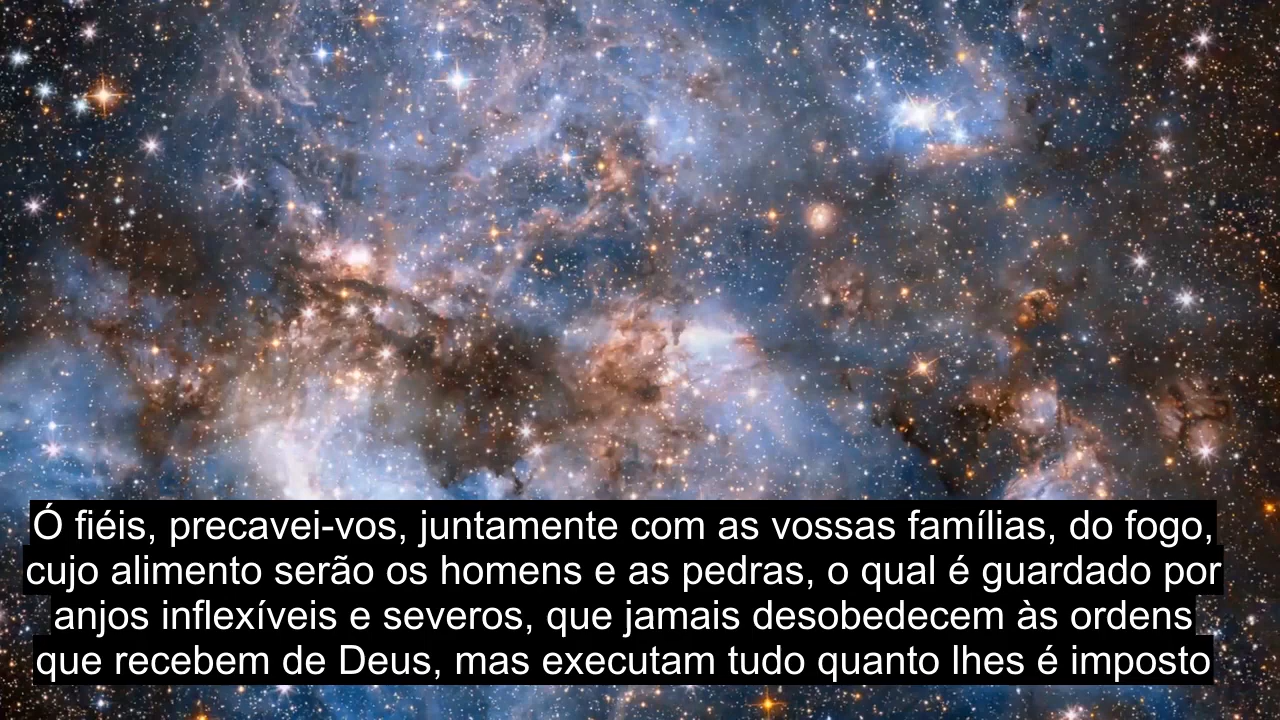 Ó fiéis, precavei-vos, juntamente com as vossas famílias, do fogo,
cujo alimento serão os homens e as pedras, o qual é guardado por
anjos inflexíveis e severos, que jamais desobedecem às ordens
que recebem de Deus, mas executam tudo quanto lhes é imposto